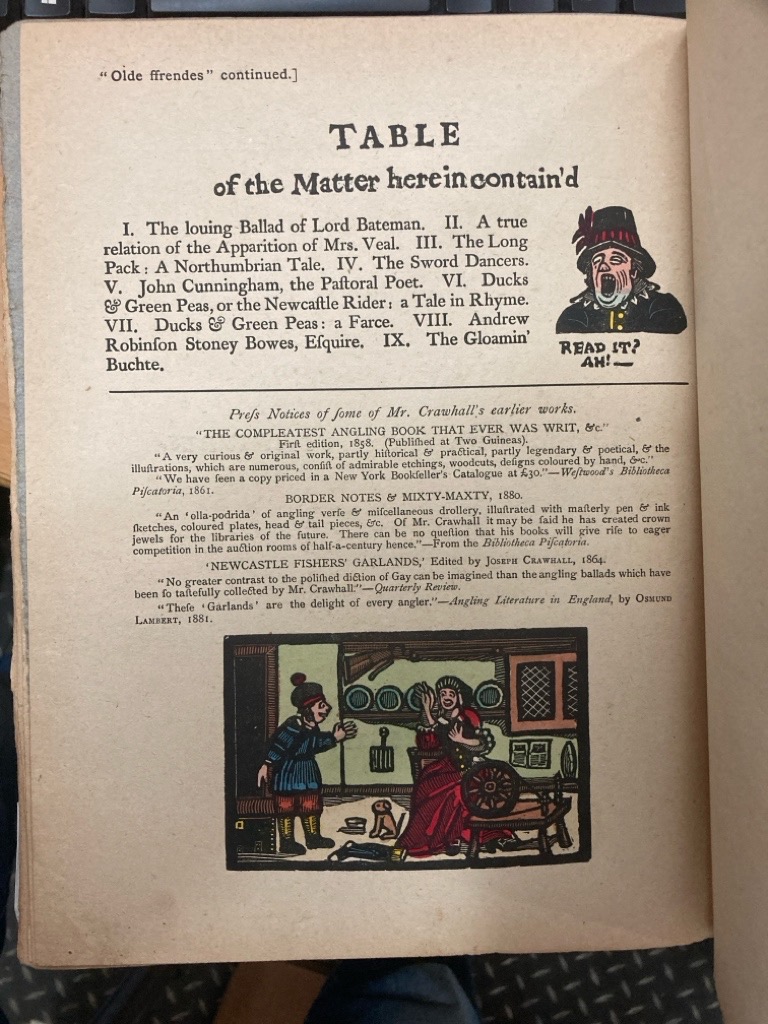 "Olde ffrendes" continued.]
TABLE
of the Matter herein contain'd
I. The louing Ballad of Lord Bateman. II. A true
relation of the Apparition of Mrs. Veal. III. The Long
Pack: A Northumbrian Tale. IV. The Sword Dancers.
V. John Cunningham, the Paſtoral Poet. VI. Ducks
& Green Peas, or the Newcaſtle Rider: a Tale in Rhyme.
VII. Ducks & Green Peas: a Farce. VIII. Andrew
Robinſon Stoney Bowes, Eſquire. IX. The Gloamin'
Buchte.
READ IT?
AH!—
Preſs Notices of ſome of Mr. Crawhall's earlier works.
"THE COMPLEATEST ANGLING BOOK THAT EVER WAS WRIT, &c."
Firſt edition, 1858. (Publiſhed at Two Guineas).
"A very curious & original work, partly hiſtorical & practical, partly legendary & poetical, & the
illuſtrations, which are numerous, conſiſt of admirable etchings, woodcuts, deſigns coloured by hand, &c."
"We have ſeen a copy priced in a New York Bookſeller's Catalogue at £30."—Weſtwood's Bibliotheca
Piſcatoria, 1861.
BORDER NOTES & MIXTY-MAXTY, 1880.
"An 'olla-podrida' of angling verſe & miſcellaneous drollery, illuſtrated with maſterly pen & ink
ſketches, coloured plates, head & tail pieces, &c. Of Mr. Crawhall it may be ſaid he has created crown
jewels for the libraries of the future. There can be no queſtion that his books will give riſe to eager
competition in the auction rooms of half-a-century hence."—From the Bibliotheca Piſcatoria.
'NEWCASTLE FISHERS' GARLANDS,' Edited by JOSEPH CRAWHALL, 1864.
"No greater contrast to the poliſhed diction of Gay can be imagined than the angling ballads which have
been ſo taſtefully collected by Mr. Crawhall."—Quarterly Review.
"Theſe 'Garlands' are the delight of every angler."—Angling Literature in England, by OSMUND
LAMBERT, 1881.